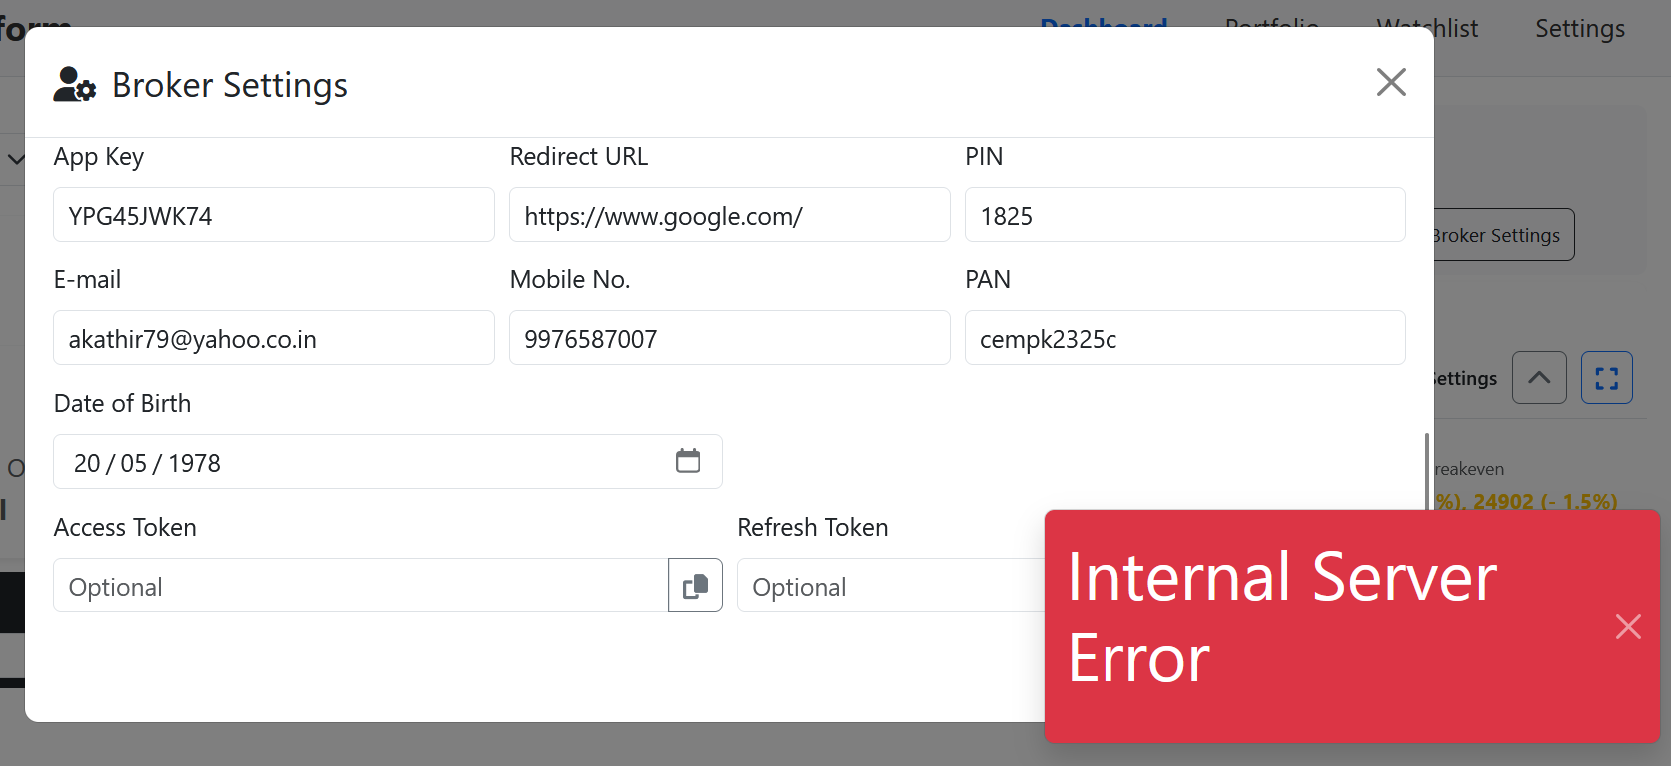 Dashboard Portfolio Watchlist Settings
Broker Settings
App Key Redirect URL PIN
YPG45JWK74 https://www.google.com/ 1825
Broker Settings
E-mail Mobile No. PAN
akathir79@yahoo.co.in 9976587007 cempk2325c
Settings
Date of Birth
20 / 05 / 1978
reakeven
%), 24902 (- 1.5%)
Access Token Refresh Token
Optional Optional
Internal Server
Error